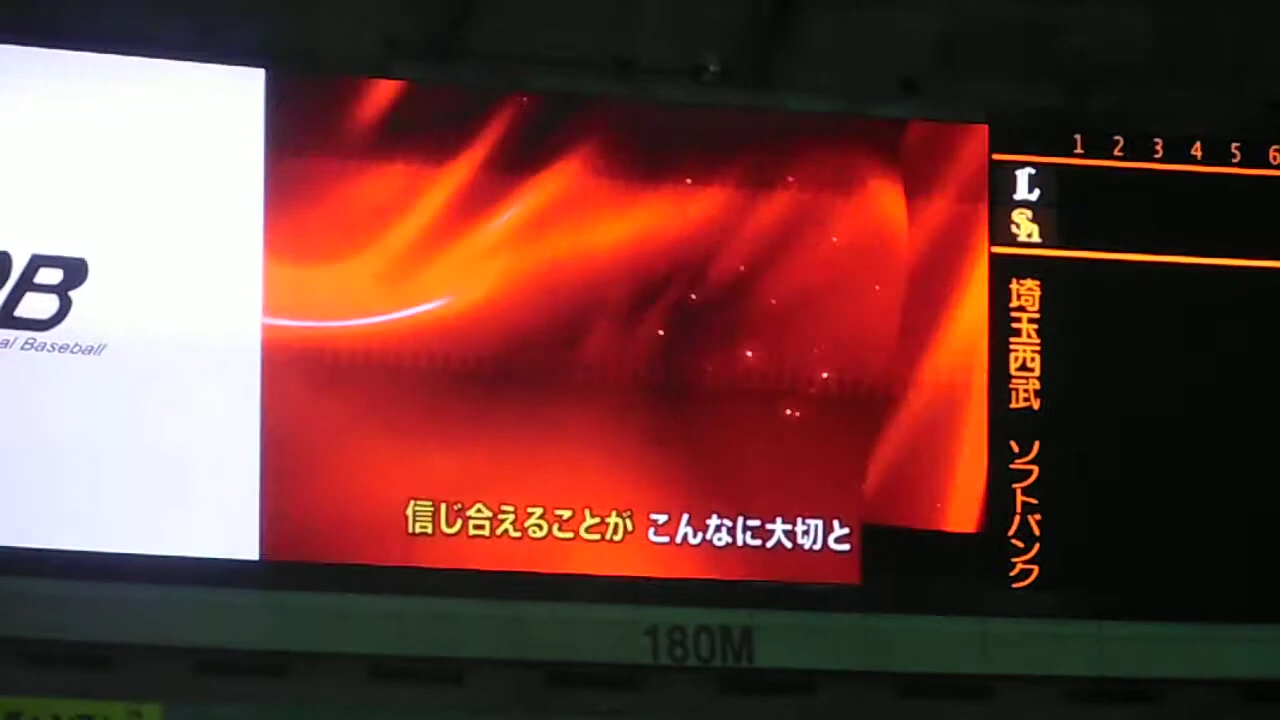 B
al Baseball
1 2 3 4 5 6
L
Sh
埼玉西武
ソフトバンク
信じ合えることが こんなに大切と
180M